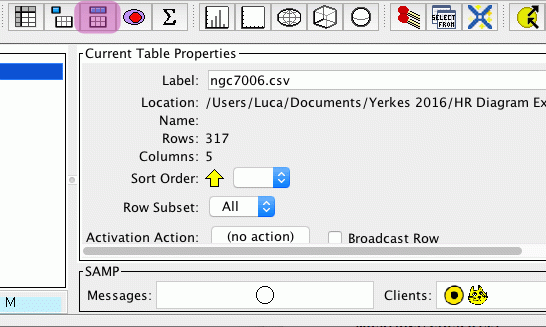 Σ
SELECT
FROM
Current Table Properties
Label: ngc7006.csv
Location: /Users/Luca/Documents/Yerkes 2016/HR Diagram Ex
Name:
Rows: 317
Columns: 5
Sort Order:
Row Subset: All
Activation Action: (no action) Broadcast Row
SAMP
M
Messages: Clients: